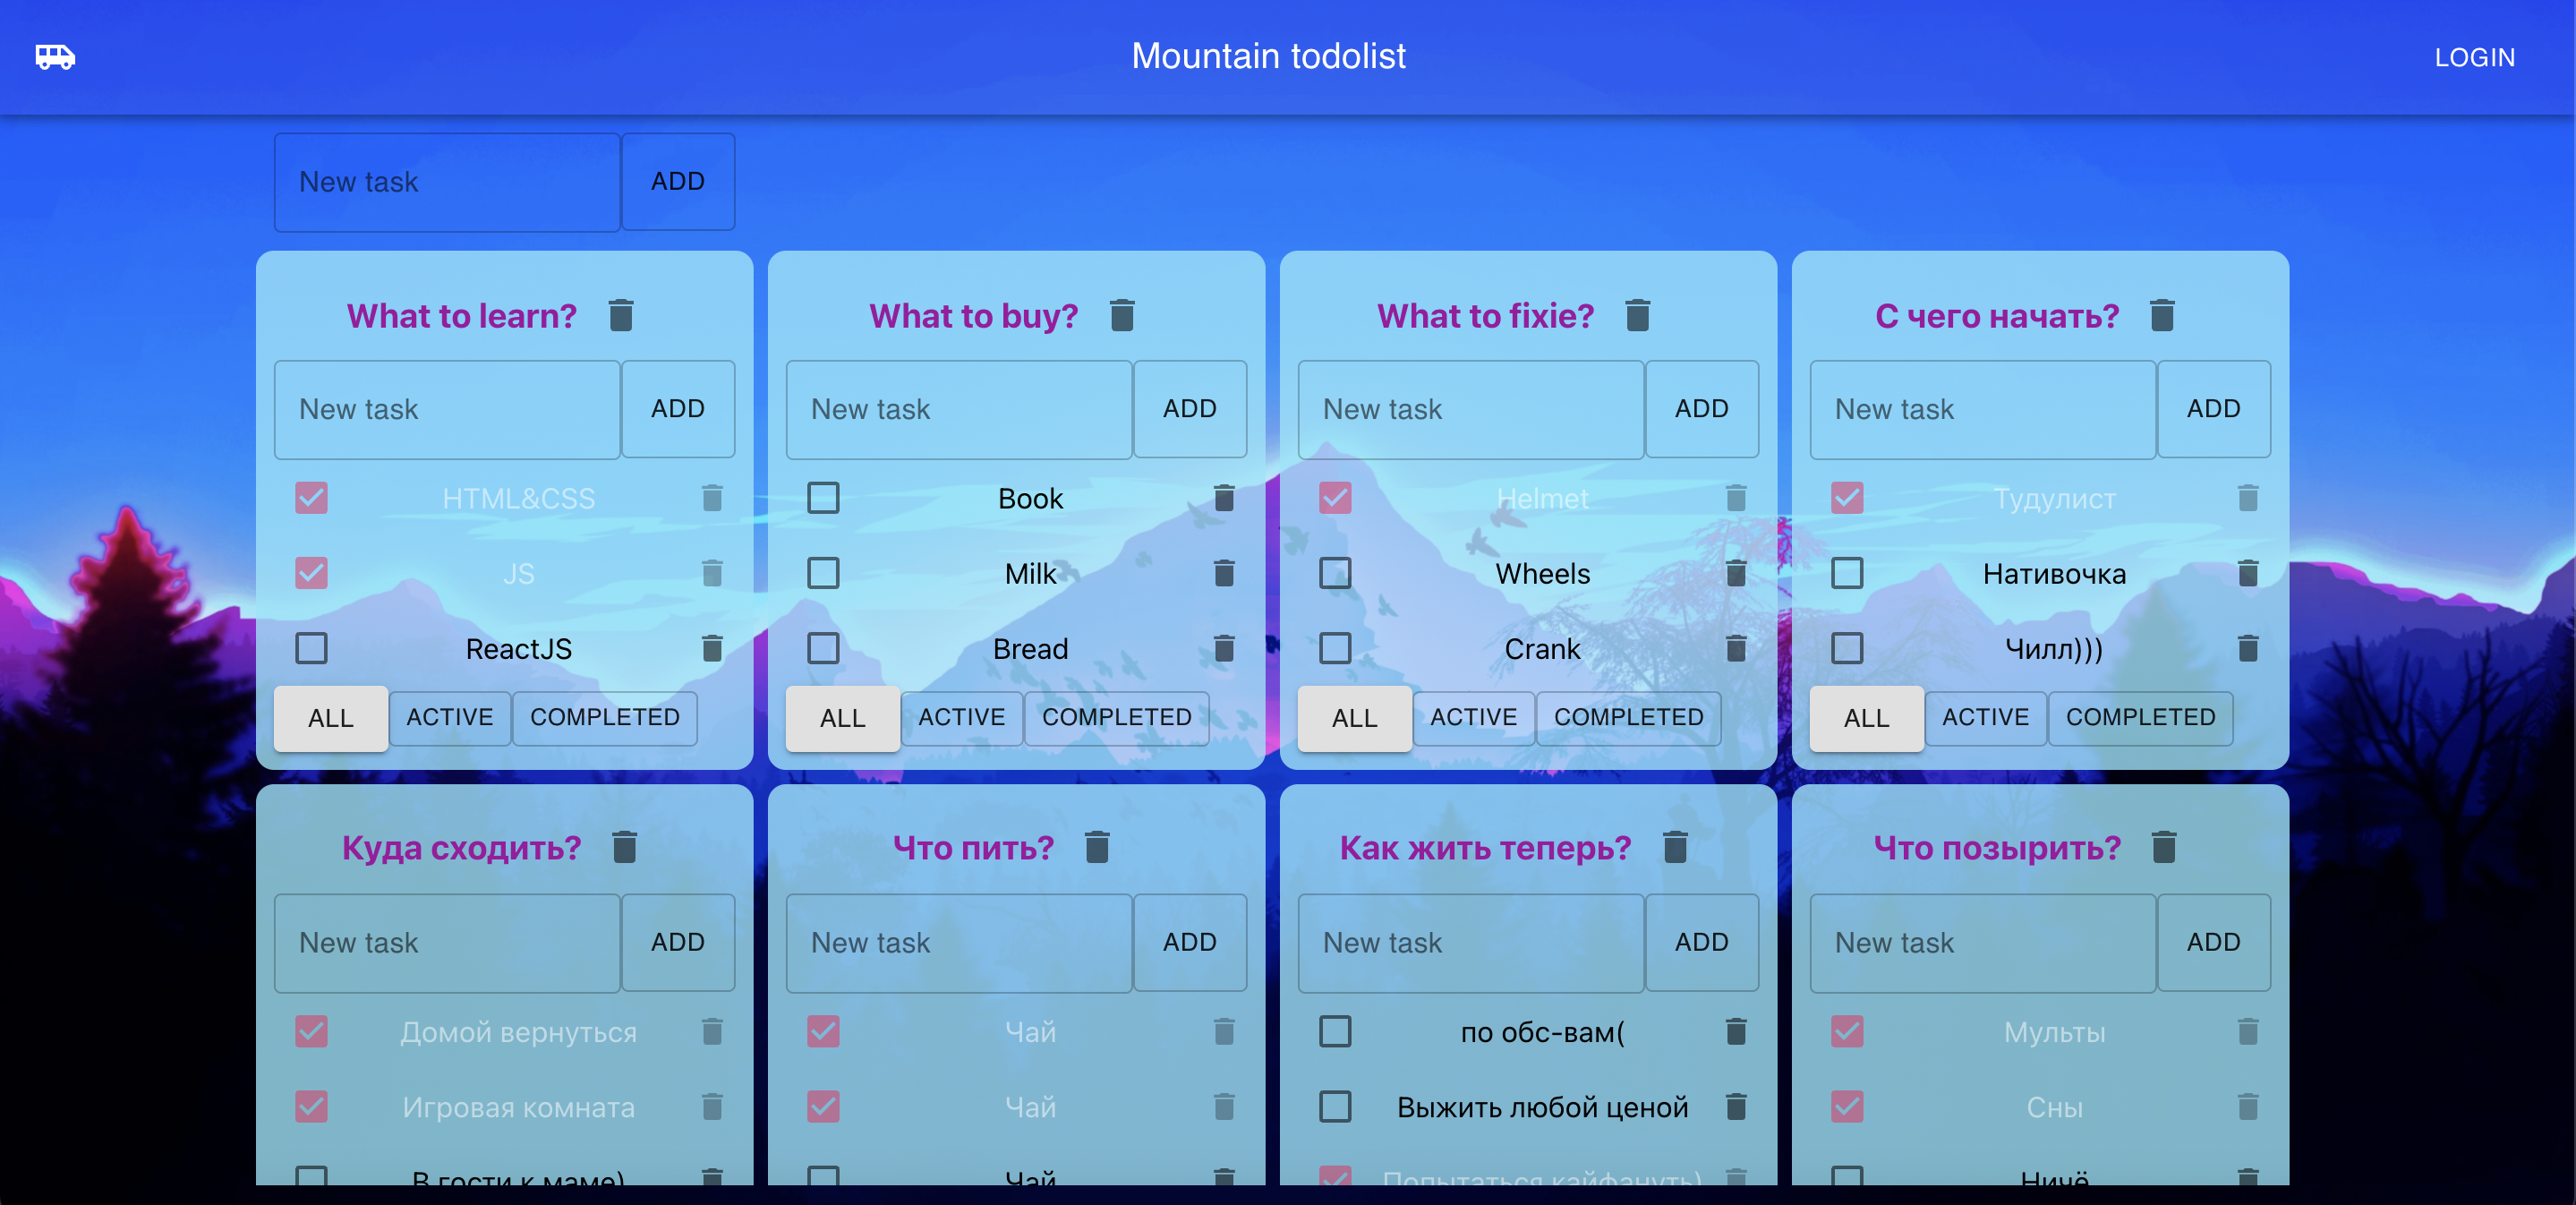 Mountain todolist
LOGIN
New task ADD
What to learn?
New task ADD
HTML&CSS
JS
ReactJS
ALL ACTIVE COMPLETED
What to buy?
New task ADD
Book
Milk
Bread
ALL ACTIVE COMPLETED
What to fixie?
New task ADD
Helmet
Wheels
Crank
ALL ACTIVE COMPLETED
С чего начать?
New task ADD
Тудулист
Нативочка
Чилл)))
ALL ACTIVE COMPLETED
Куда сходить?
New task ADD
Домой вернуться
Игровая комната
В гости к маме)
Что пить?
New task ADD
Чай
Чай
Чай
Как жить теперь?
New task ADD
по обс-вам(
Выжить любой ценой
Попытаться кайфануть)
Что позырить?
New task ADD
Мульты
Сны
Ничё